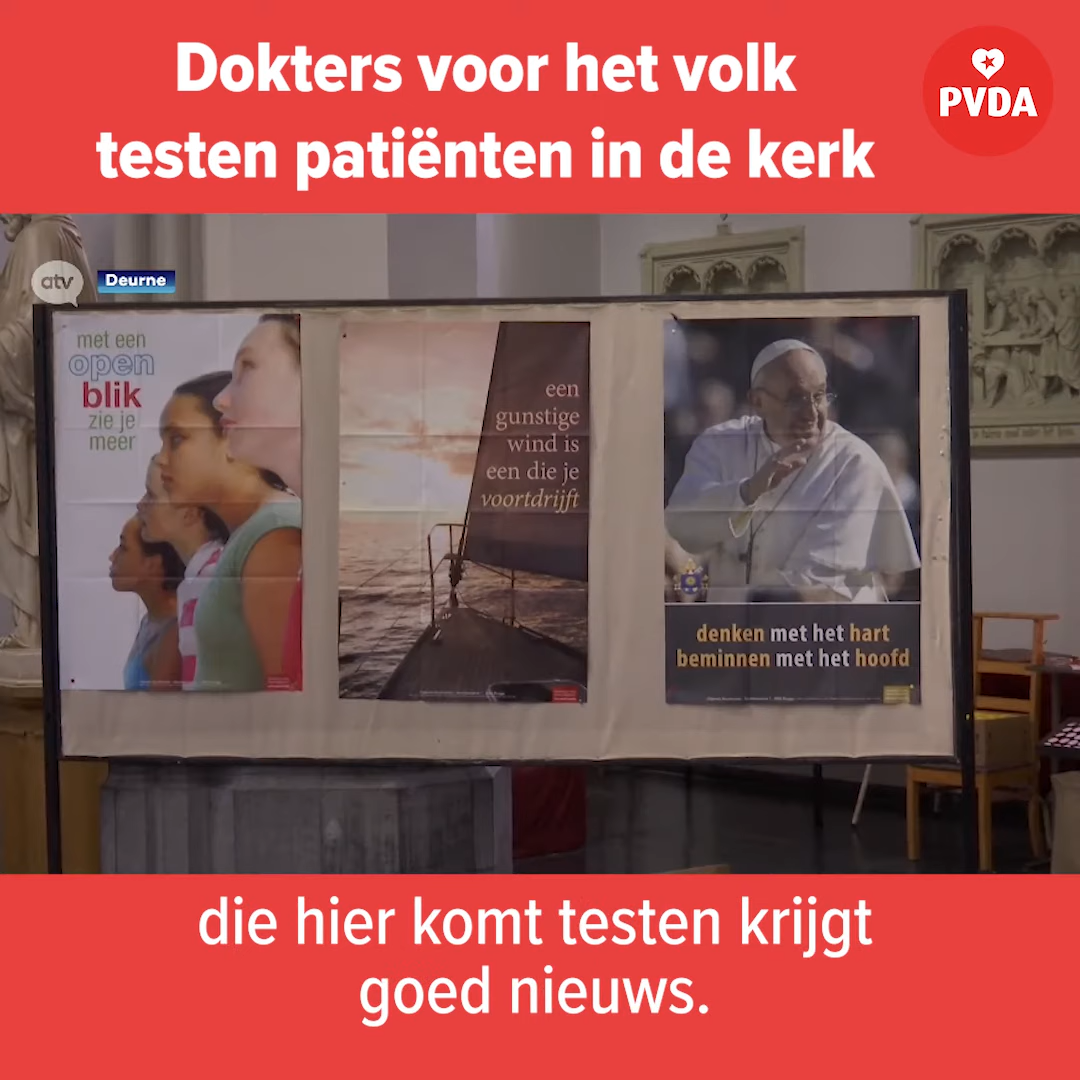 Dokters voor het volk
testen patiënten in de kerk
PVDA
atv
Deurne
met een
open
blik
zie je
meer
een
gunstige
wind is
een die je
voortdrijft
denken met het hart
beminnen met het hoofd
die hier komt testen krijgt
goed nieuws.